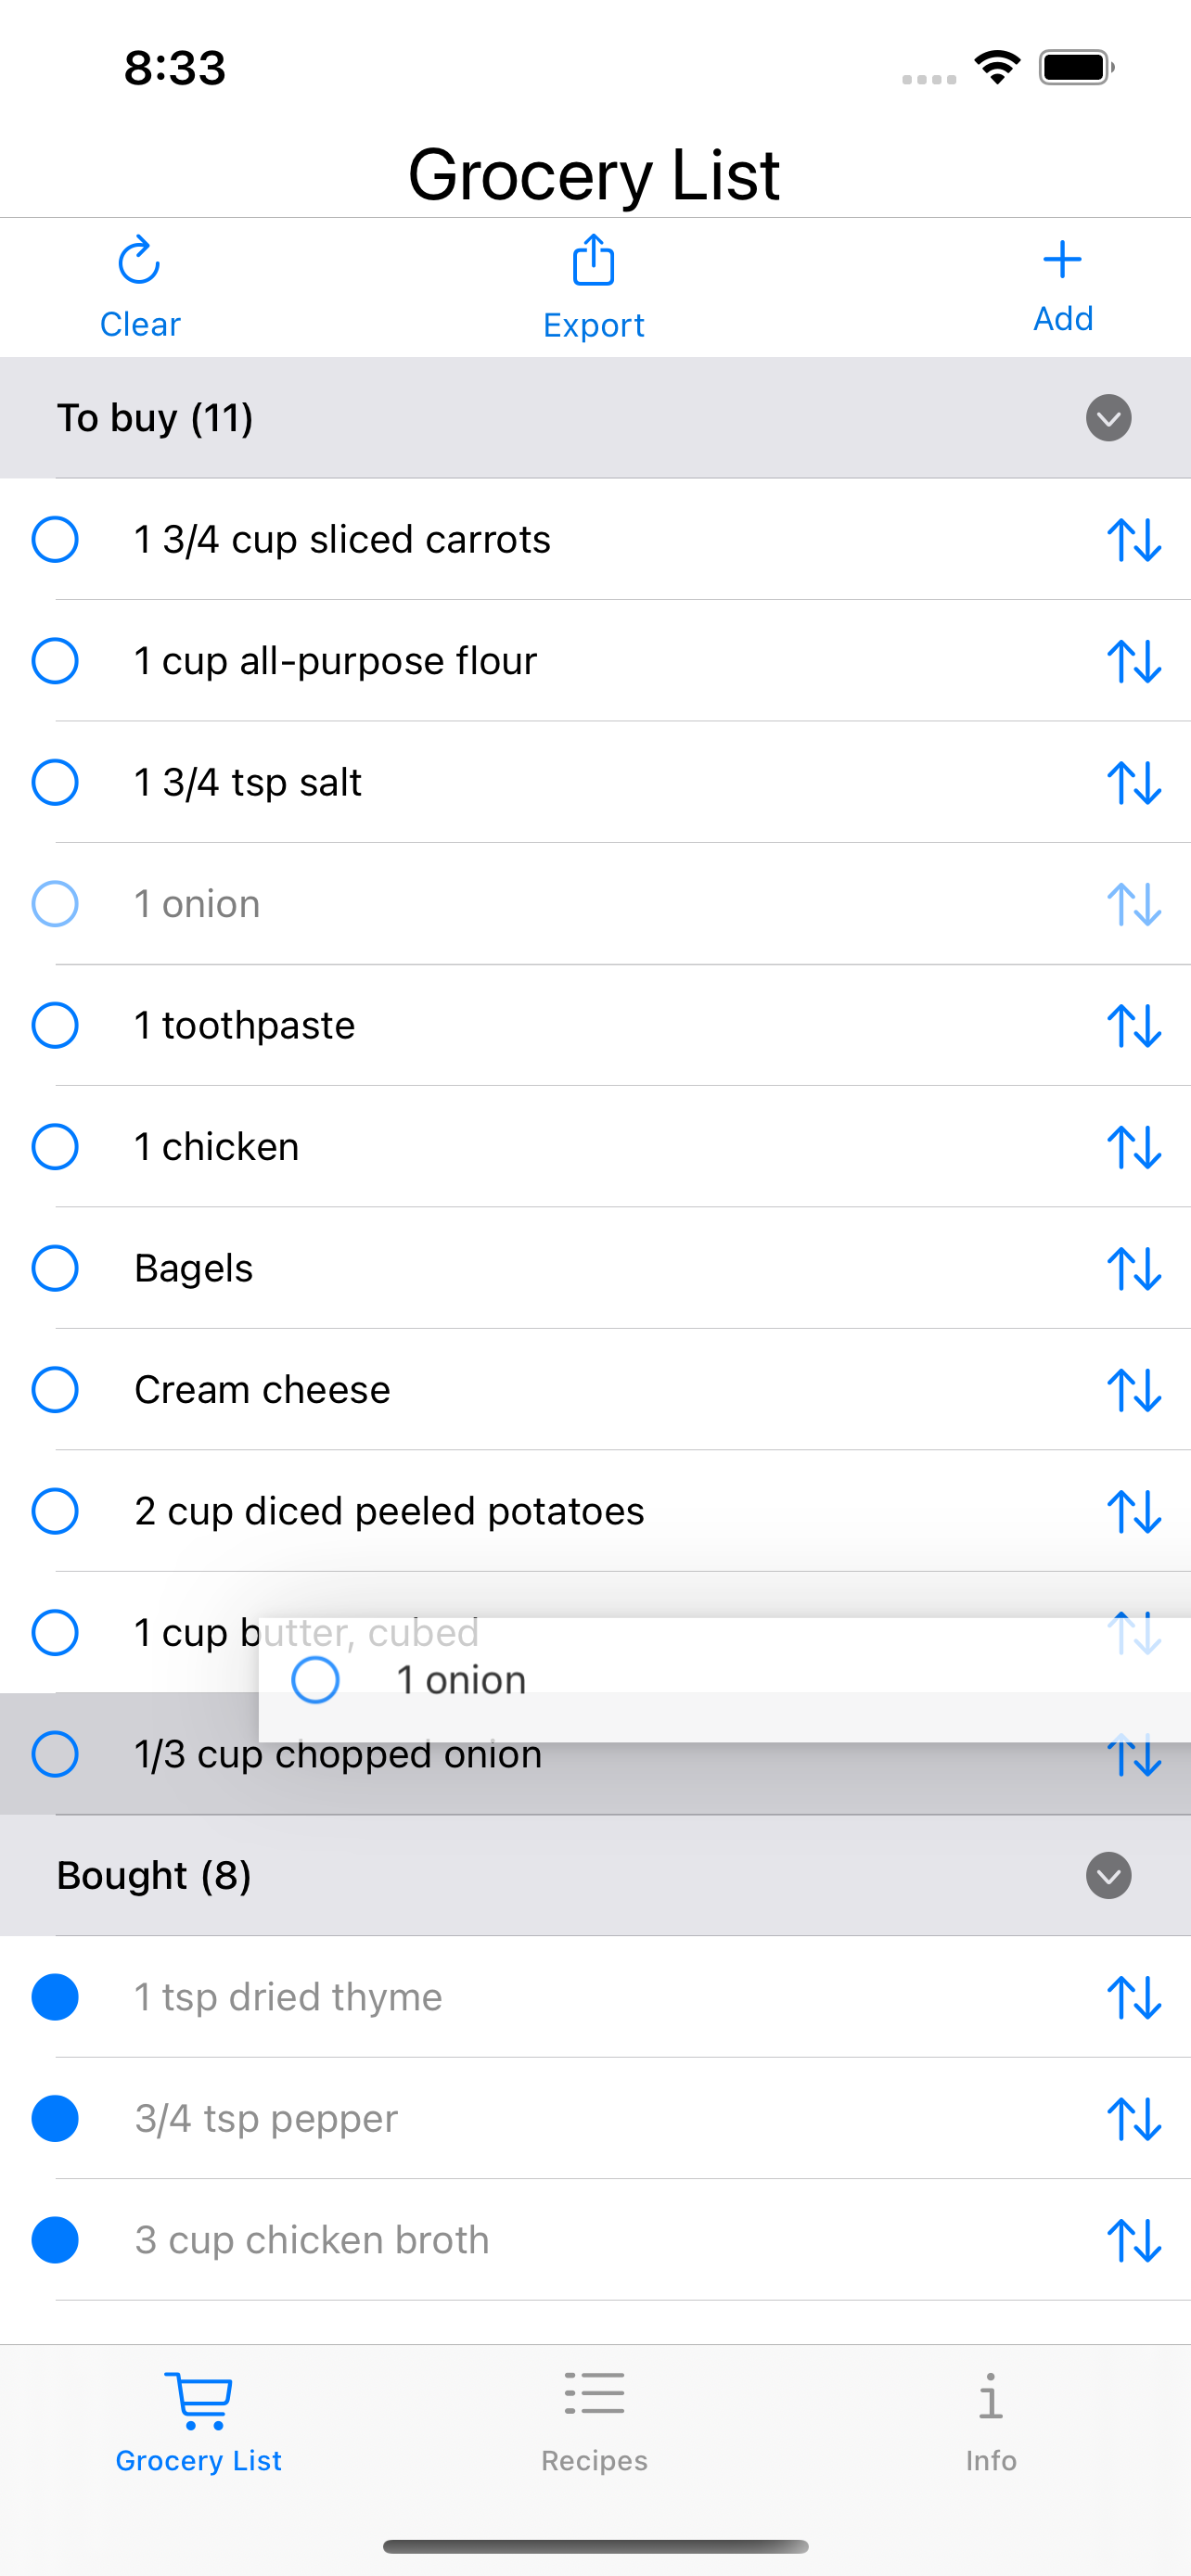 8:33
Grocery List
Clear
Export
Add
To buy (11)
1 3/4 cup sliced carrots
1 cup all-purpose flour
1 3/4 tsp salt
1 onion
1 toothpaste
1 chicken
Bagels
Cream cheese
2 cup diced peeled potatoes
1 cup butter, cubed
1 onion
1/3 cup chopped onion
Bought (8)
1 tsp dried thyme
3/4 tsp pepper
3 cup chicken broth
Grocery List
Recipes
Info